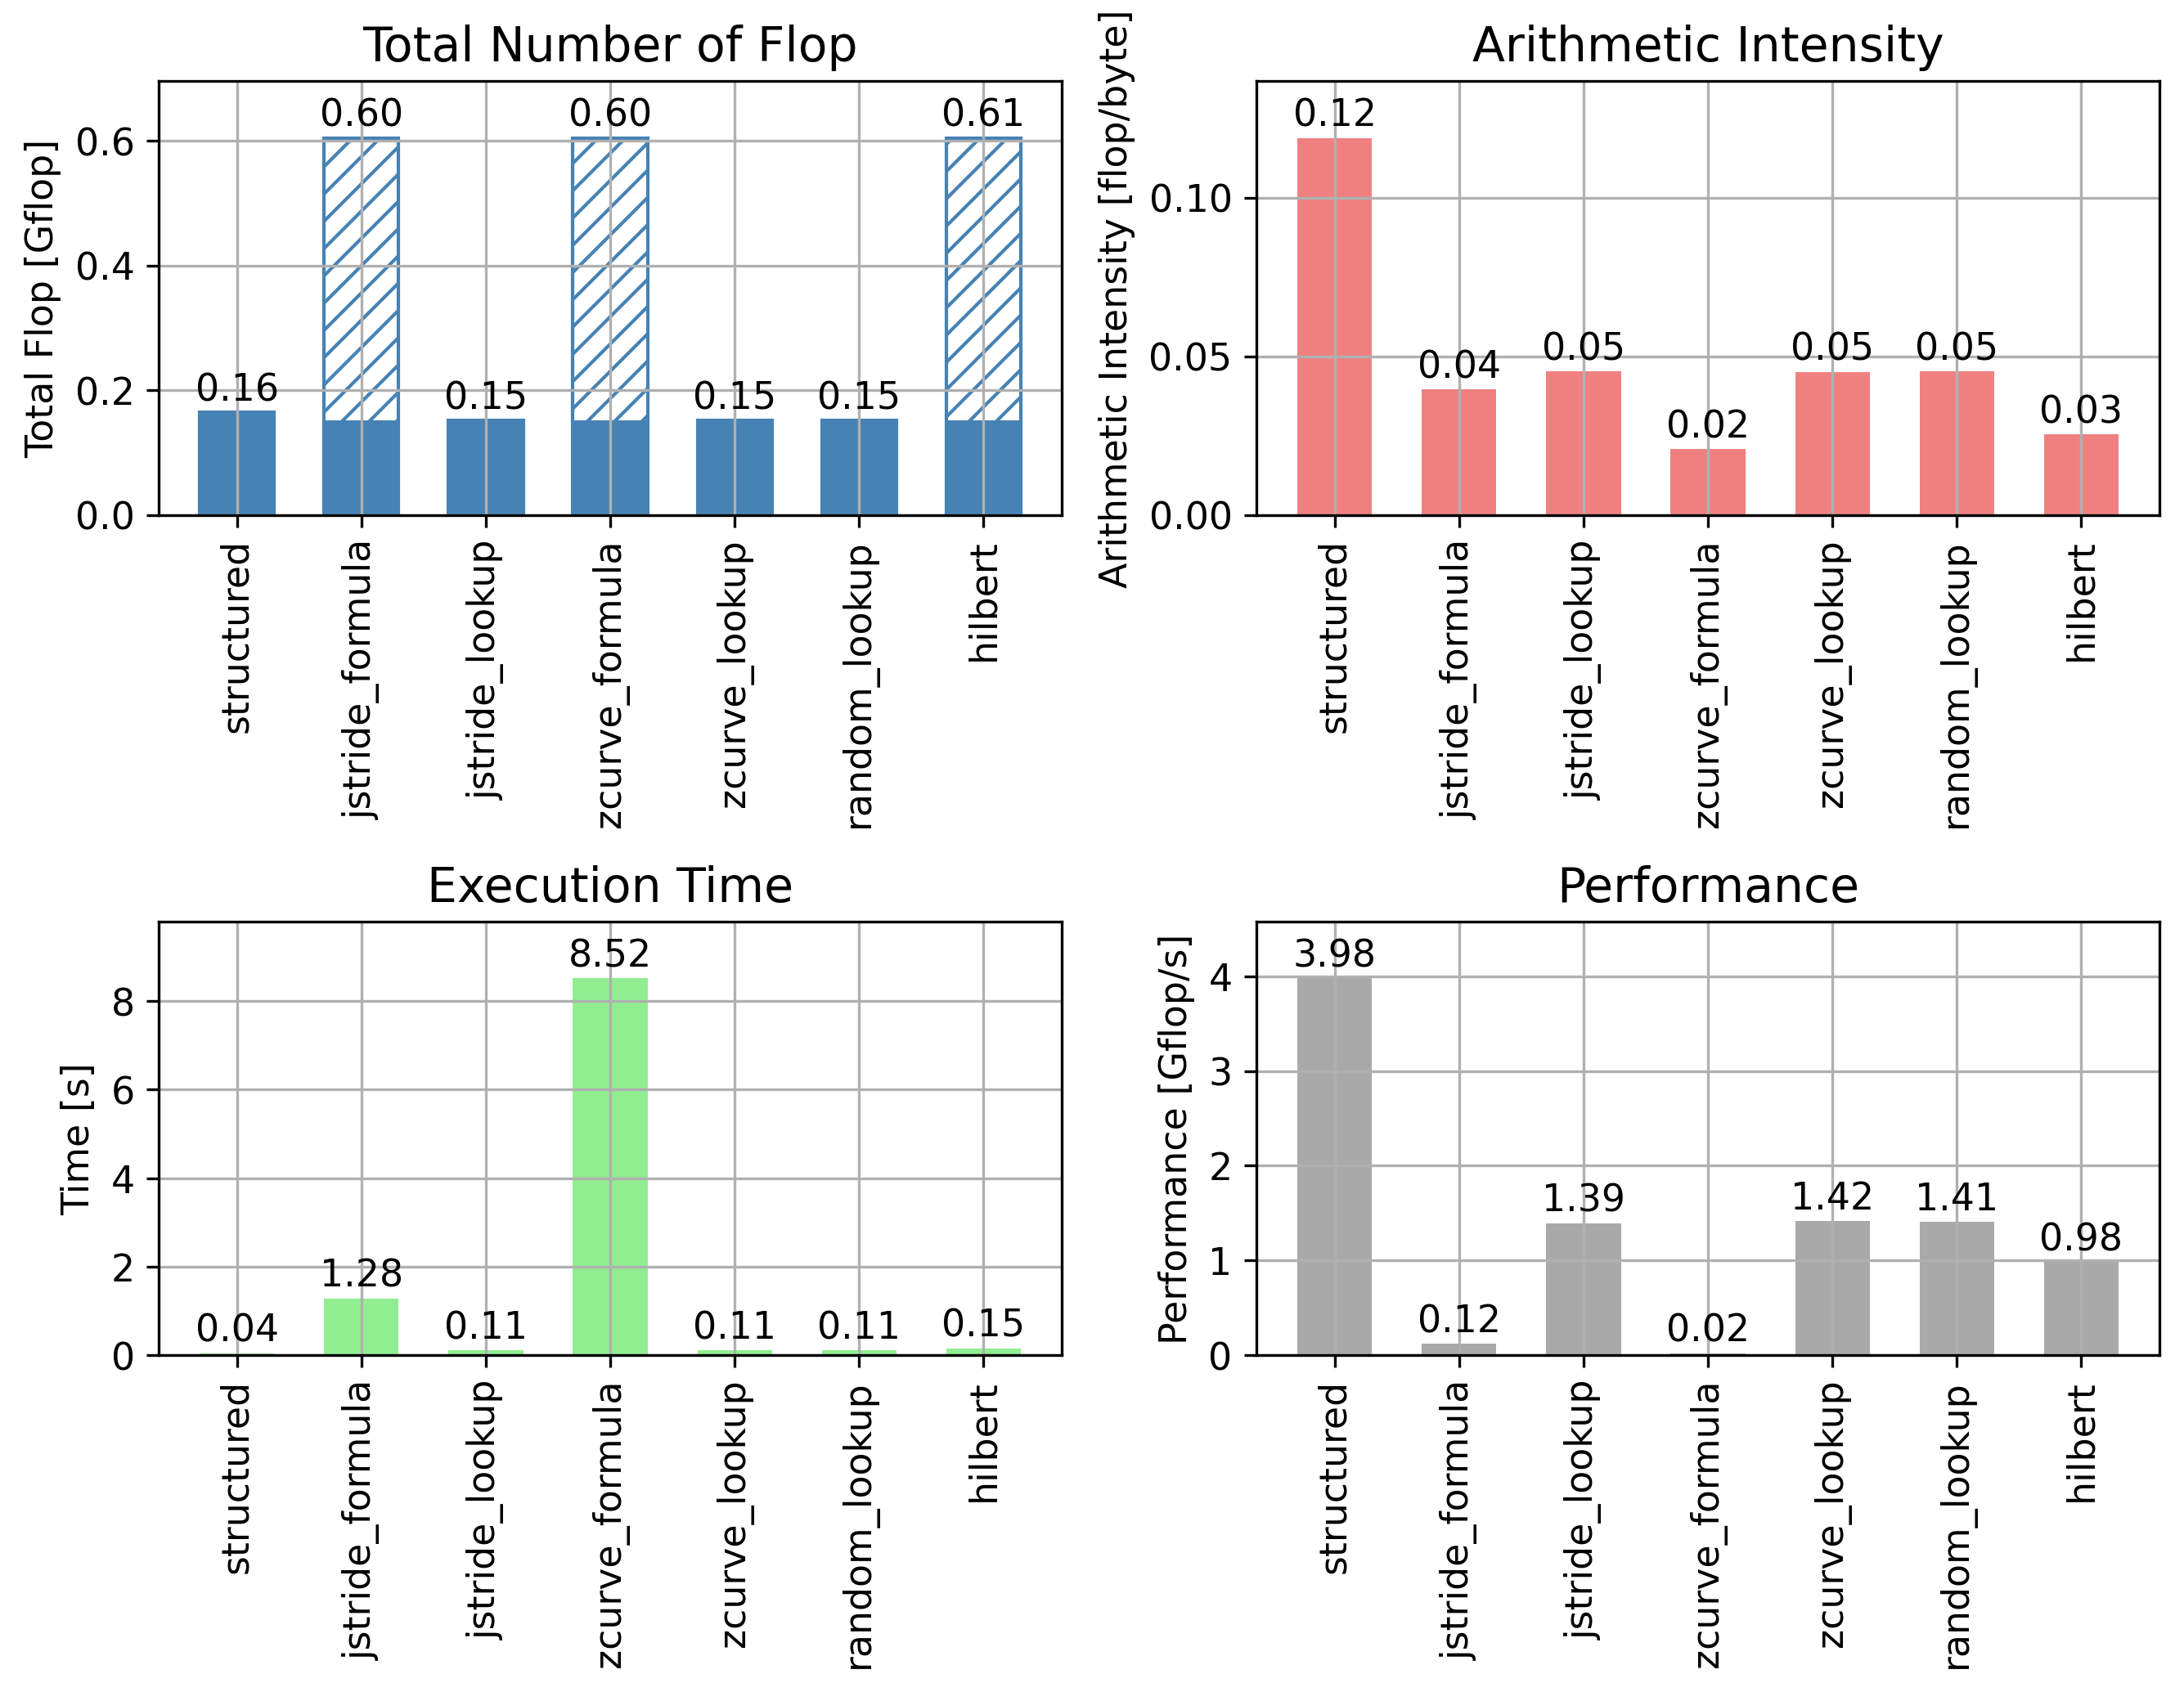 Total Number of Flop
Total Flop [Gflop]
0.6
0.4
0.2
0.0
0.16
0.60
0.15
0.60
0.15
0.15
0.61
structured
jstride_formula
jstride_lookup
zcurve_formula
zcurve_lookup
random_lookup
hilbert
Arithmetic Intensity
Arithmetic Intensity [flop/byte]
0.10
0.05
0.00
0.12
0.04
0.05
0.02
0.05
0.05
0.03
structured
jstride_formula
jstride_lookup
zcurve_formula
zcurve_lookup
random_lookup
hilbert
Execution Time
Time [s]
8
6
4
2
0
0.04
1.28
0.11
8.52
0.11
0.11
0.15
structured
jstride_formula
jstride_lookup
zcurve_formula
zcurve_lookup
random_lookup
hilbert
Performance
Performance [Gflop/s]
4
3
2
1
0
3.98
0.12
1.39
0.02
1.42
1.41
0.98
structured
jstride_formula
jstride_lookup
zcurve_formula
zcurve_lookup
random_lookup
hilbert